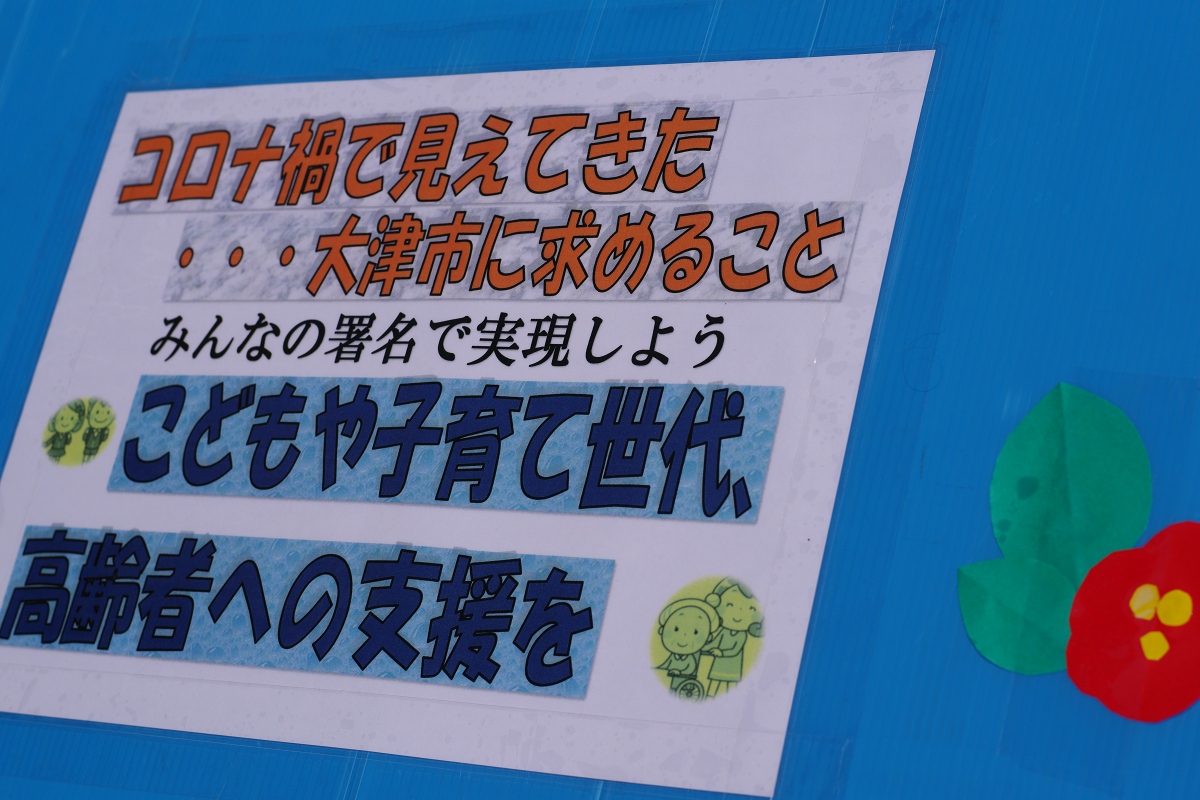 コロナ禍で見えてきた
・・・大津市に求めること
みんなの署名で実現しよう
こどもや子育て世代、
高齢者への支援を